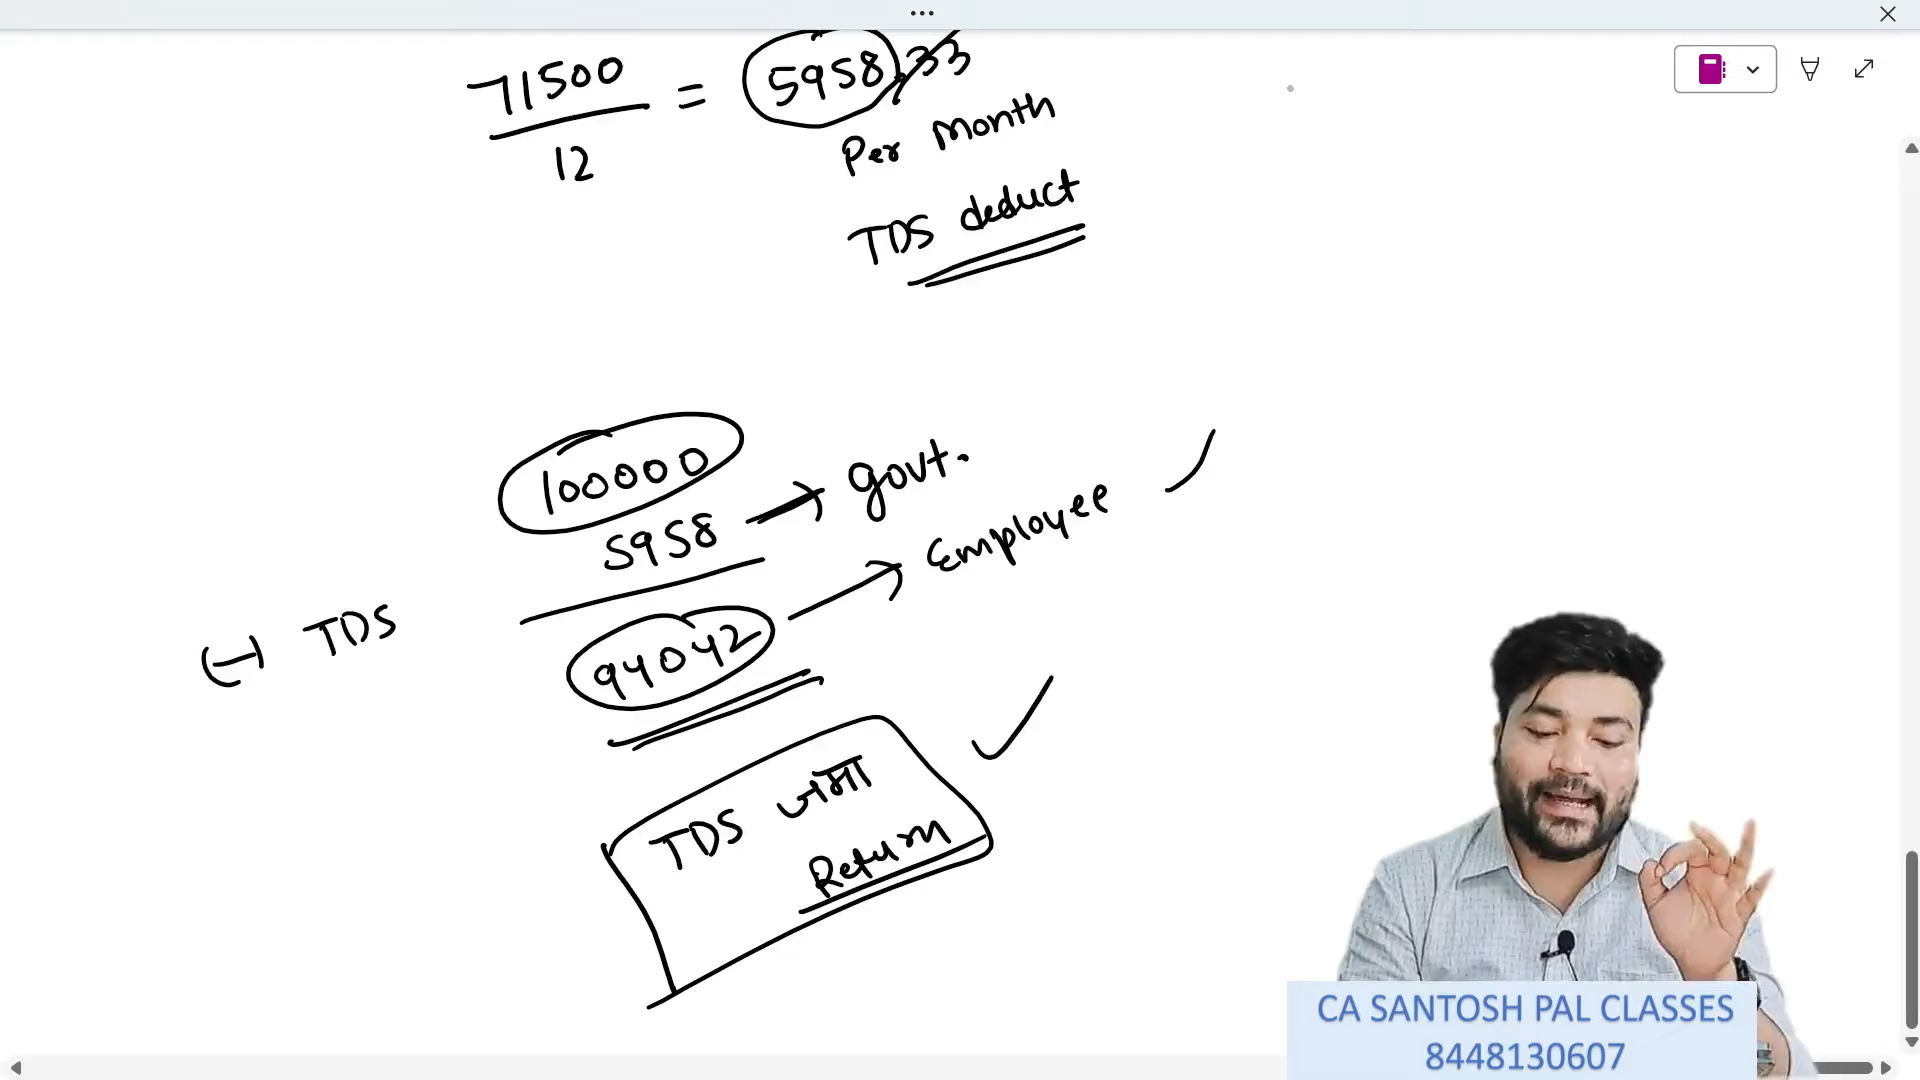 71500
12
= 5958.33
Per Month
TDS deduct
100000
5958 → govt.
(-) TDS
94042 → Employee
TDS जमा
Return
CA SANTOSH PAL CLASSES
8448130607